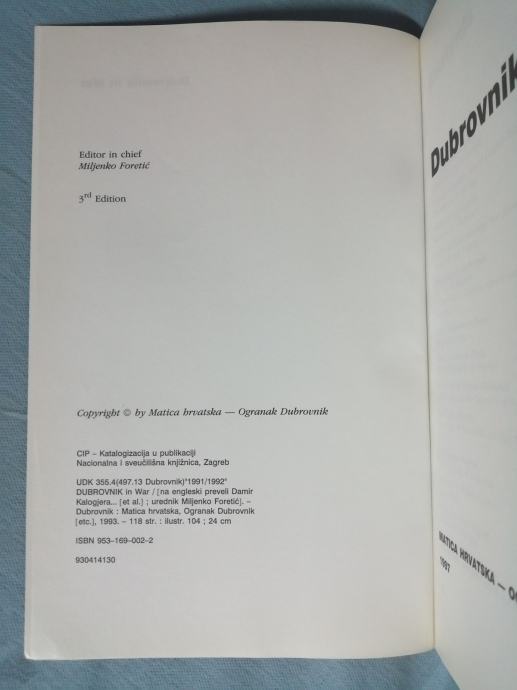 Editor in chief
Miljenko Foretić
3rd Edition
Copyright © by Matica hrvatska — Ogranak Dubrovnik
CIP – Katalogizacija u publikaciji
Nacionalna i sveučilišna knjižnica, Zagreb
UDK 355.4(497.13 Dubrovnik)"1991/1992"
DUBROVNIK in War / [na engleski preveli Damir
Kalogjera... [et al.] ; urednik Miljenko Foretić]. –
Dubrovnik : Matica hrvatska, Ogranak Dubrovnik
[etc.], 1993. – 118 str. : ilustr. 104 ; 24 cm
ISBN 953-169-002-2
930414130
Dubrovnik
MATICA HRVATSKA —
1997